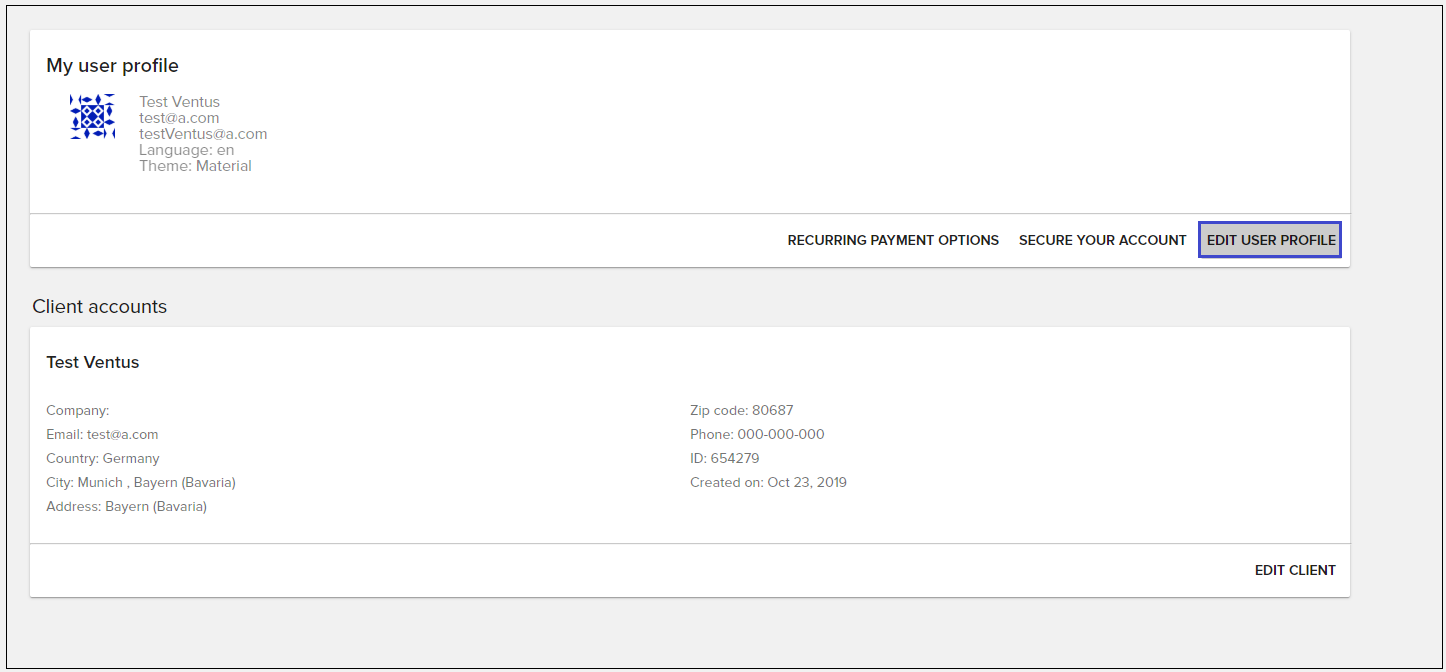 My user profile
Test Ventus
test@a.com
testVentus@a.com
Language: en
Theme: Material
RECURRING PAYMENT OPTIONS SECURE YOUR ACCOUNT EDIT USER PROFILE
Client accounts
Test Ventus
Company:
Email: test@a.com
Country: Germany
City: Munich , Bayern (Bavaria)
Address: Bayern (Bavaria)
Zip code: 80687
Phone: 000-000-000
ID: 654279
Created on: Oct 23, 2019
EDIT CLIENT